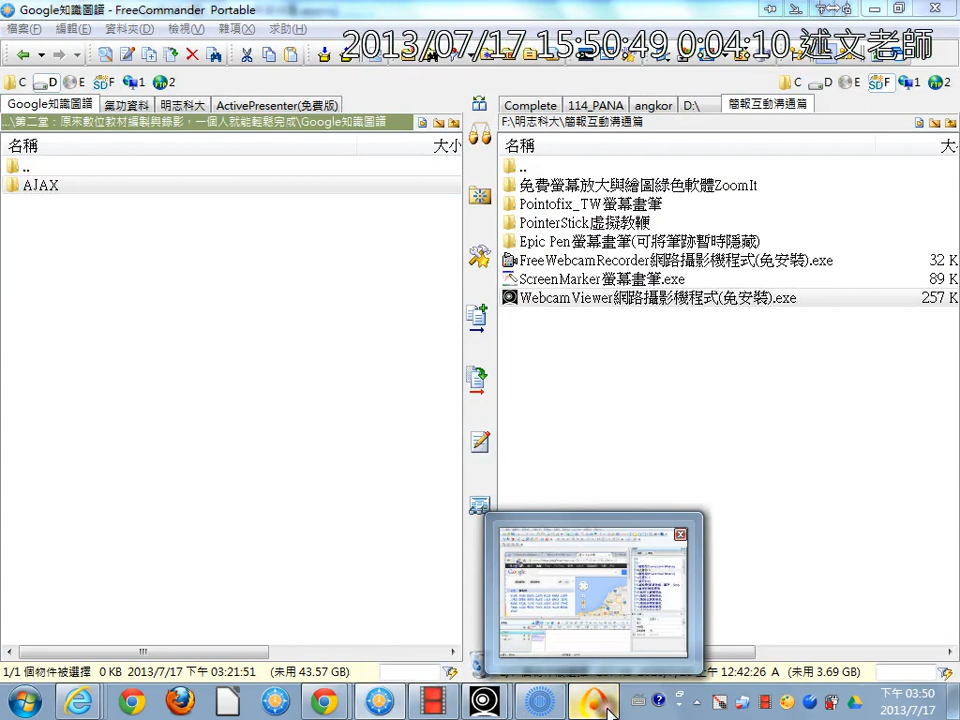 Google知識圖譜 - FreeCommander Portable
檔案(F) 編輯(E) 資料夾(D) 檢視(V) 雜項(X) 求助(H)
2013/07/17 15:50:49 0:04:10 述文老師
C D E F 1 2
C D E F 1 2
Google知識圖譜 氣功資料 明志科大 ActivePresenter(免費版)
Complete 114_PANA angkor D:\ 簡報互動溝通篇
...\第二堂：原來數位教材編製與錄影，一個人就能輕鬆完成\Google知識圖譜
F:\明志科大\簡報互動溝通篇
名稱 大小
名稱 大
..
..
AJAX
免費螢幕放大與繪圖綠色軟體ZoomIt
Pointofix_TW螢幕畫筆
PointerStick虛擬教鞭
Epic Pen螢幕畫筆(可將筆跡暫時隱藏)
FreeWebcamRecorder網路攝影機程式(免安裝).exe 32 K
ScreenMarker螢幕畫筆.exe 89 K
WebcamViewer網路攝影機程式(免安裝).exe 257 K
Google
1/1 個物件被選擇 0 KB 2013/7/17 下午 03:21:51 (未用 43.57 GB)
午 12:42:26 A (未用 3.69 GB)
下午 03:50
2013/7/17